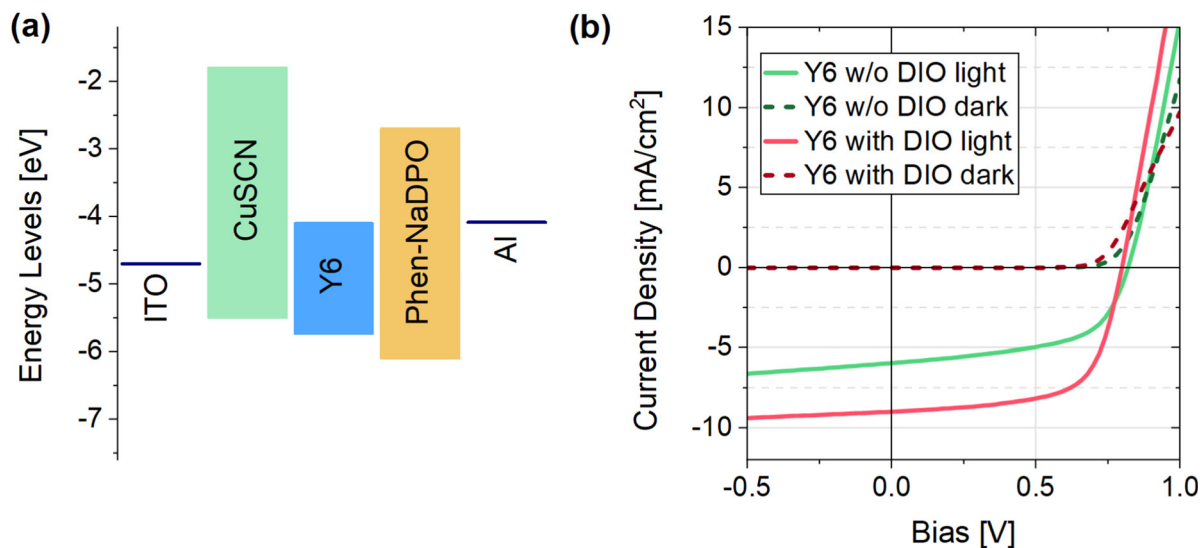 (a)
Energy Levels [eV]
-2
-3
-4
-5
-6
-7
ITO
CuSCN
Y6
Phen-NaDPO
Al
(b)
Current Density [mA/cm²]
15
10
5
0
-5
-10
Y6 w/o DIO light
Y6 w/o DIO dark
Y6 with DIO light
Y6 with DIO dark
-0.5
0.0
0.5
1.0
Bias [V]